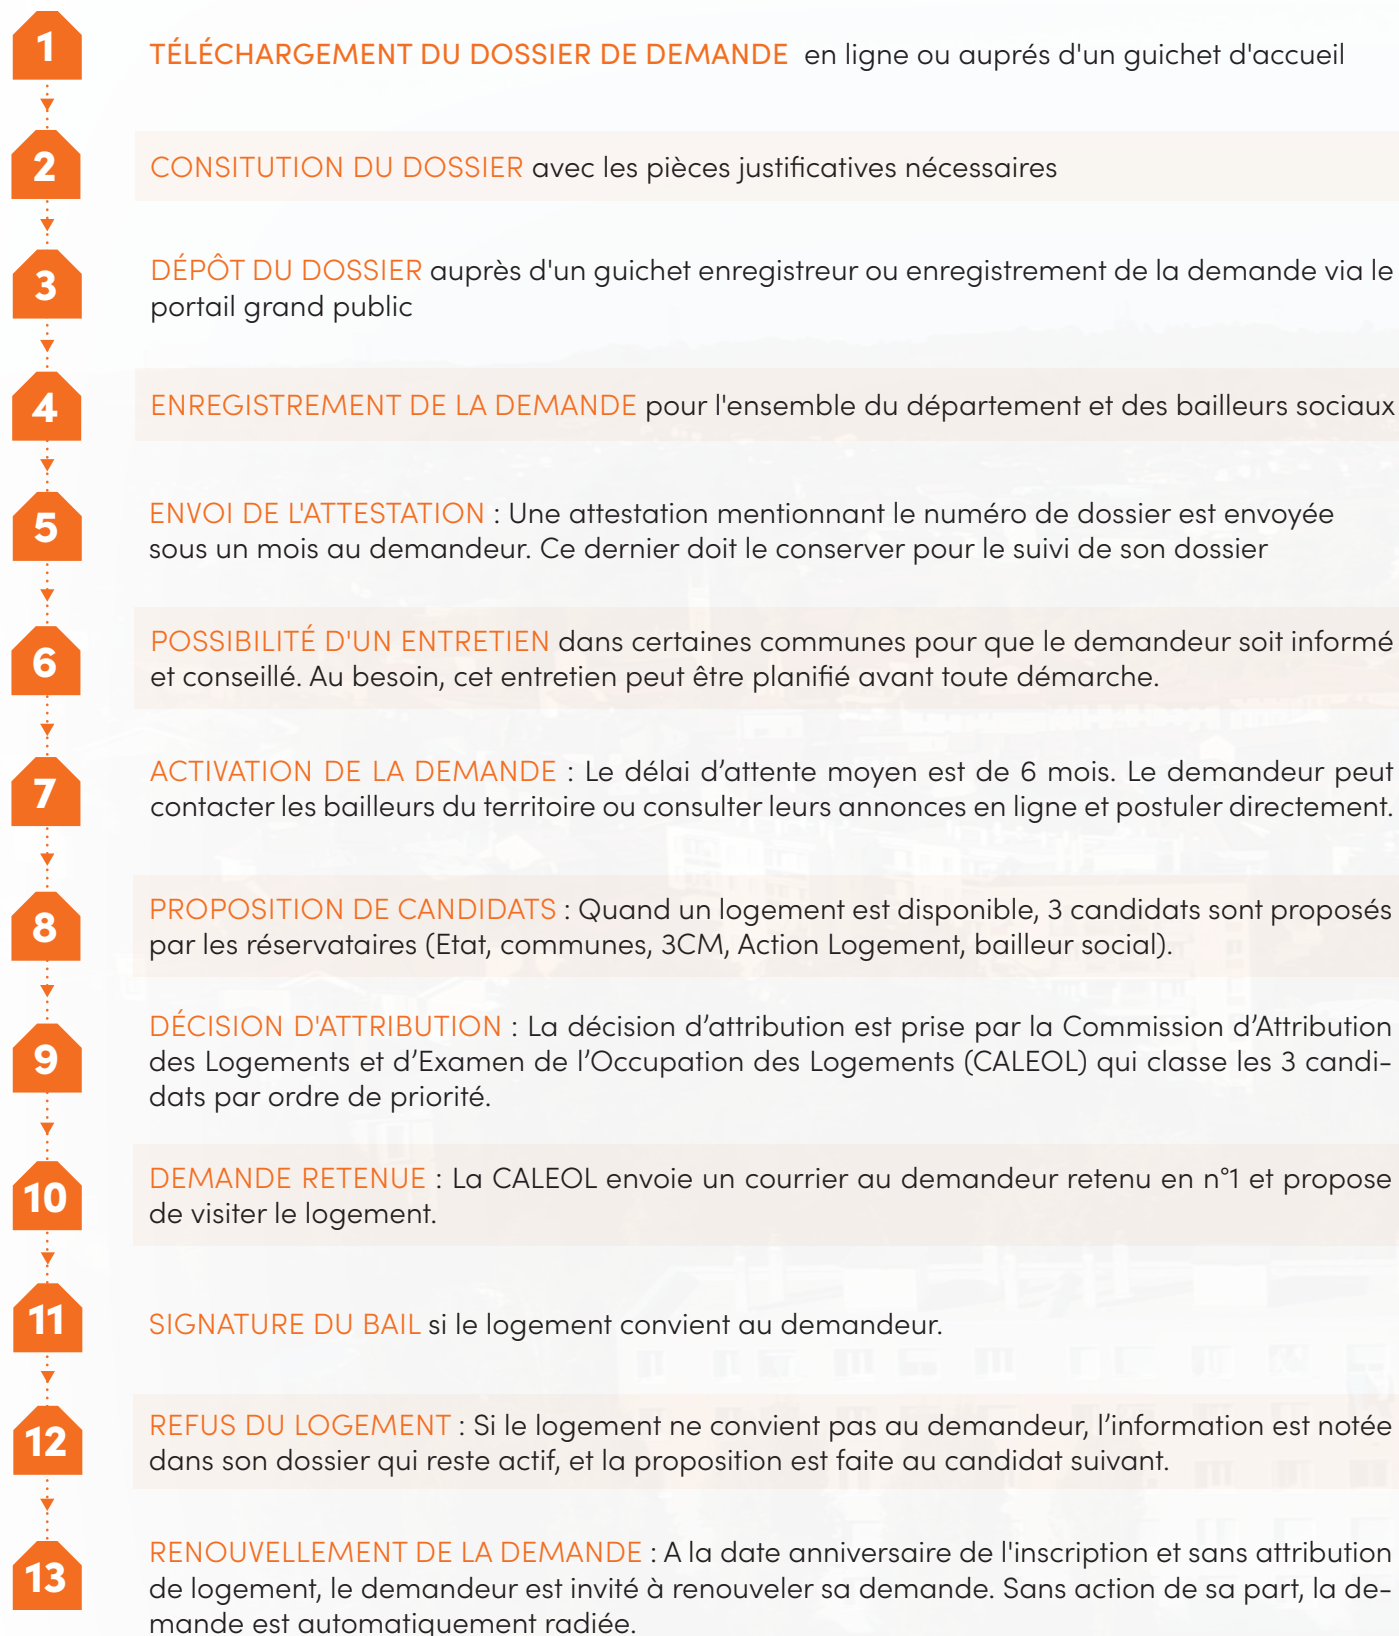 1
TÉLÉCHARGEMENT DU DOSSIER DE DEMANDE en ligne ou auprés d'un guichet d'accueil
2
CONSITUTION DU DOSSIER avec les pièces justificatives nécessaires
3
DÉPÔT DU DOSSIER auprès d'un guichet enregistreur ou enregistrement de la demande via le
portail grand public
4
ENREGISTREMENT DE LA DEMANDE pour l'ensemble du département et des bailleurs sociaux
5
ENVOI DE L'ATTESTATION : Une attestation mentionnant le numéro de dossier est envoyée
sous un mois au demandeur. Ce dernier doit le conserver pour le suivi de son dossier
6
POSSIBILITÉ D'UN ENTRETIEN dans certaines communes pour que le demandeur soit informé
et conseillé. Au besoin, cet entretien peut être planifié avant toute démarche.
7
ACTIVATION DE LA DEMANDE : Le délai d’attente moyen est de 6 mois. Le demandeur peut
contacter les bailleurs du territoire ou consulter leurs annonces en ligne et postuler directement.
8
PROPOSITION DE CANDIDATS : Quand un logement est disponible, 3 candidats sont proposés
par les réservataires (Etat, communes, 3CM, Action Logement, bailleur social).
9
DÉCISION D'ATTRIBUTION : La décision d’attribution est prise par la Commission d’Attribution
des Logements et d’Examen de l’Occupation des Logements (CALEOL) qui classe les 3 candi-
dats par ordre de priorité.
10
DEMANDE RETENUE : La CALEOL envoie un courrier au demandeur retenu en n°1 et propose
de visiter le logement.
11
SIGNATURE DU BAIL si le logement convient au demandeur.
12
REFUS DU LOGEMENT : Si le logement ne convient pas au demandeur, l’information est notée
dans son dossier qui reste actif, et la proposition est faite au candidat suivant.
13
RENOUVELLEMENT DE LA DEMANDE : A la date anniversaire de l'inscription et sans attribution
de logement, le demandeur est invité à renouveler sa demande. Sans action de sa part, la de-
mande est automatiquement radiée.